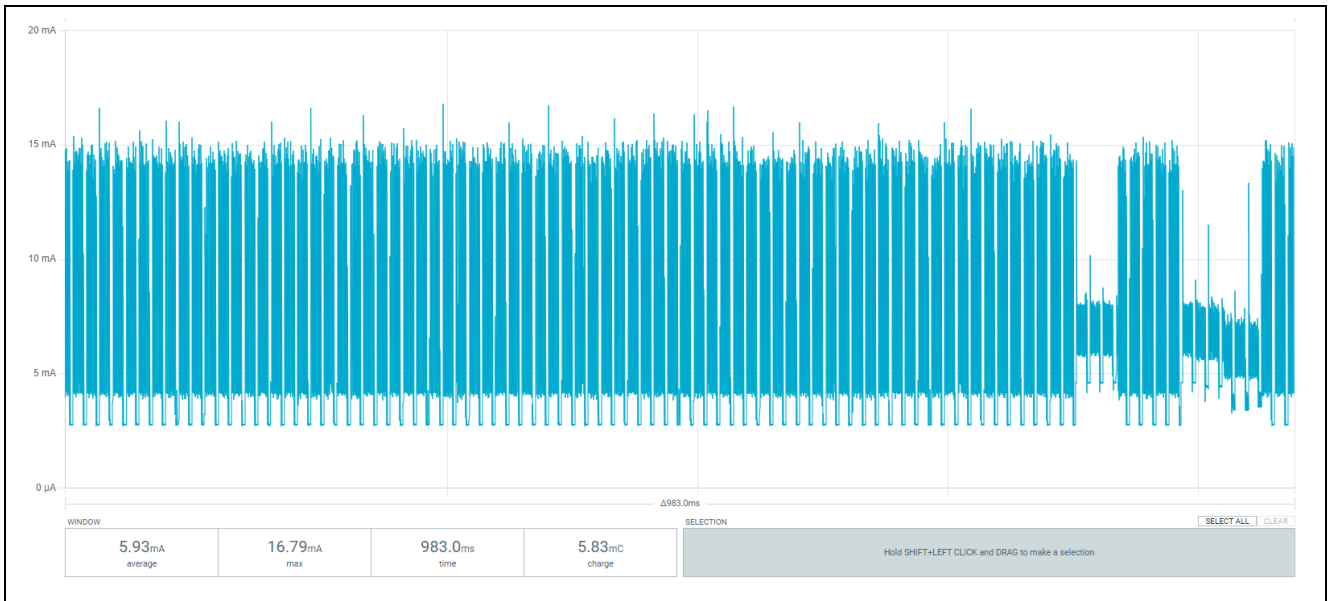 20 mA
15 mA
10 mA
5 mA
0 µA
Δ983.0ms
WINDOW
SELECTION
SELECT ALL CLEAR
5.93mA
average
16.79mA
max
983.0ms
time
5.83mC
charge
Hold SHIFT+LEFT CLICK and DRAG to make a selection